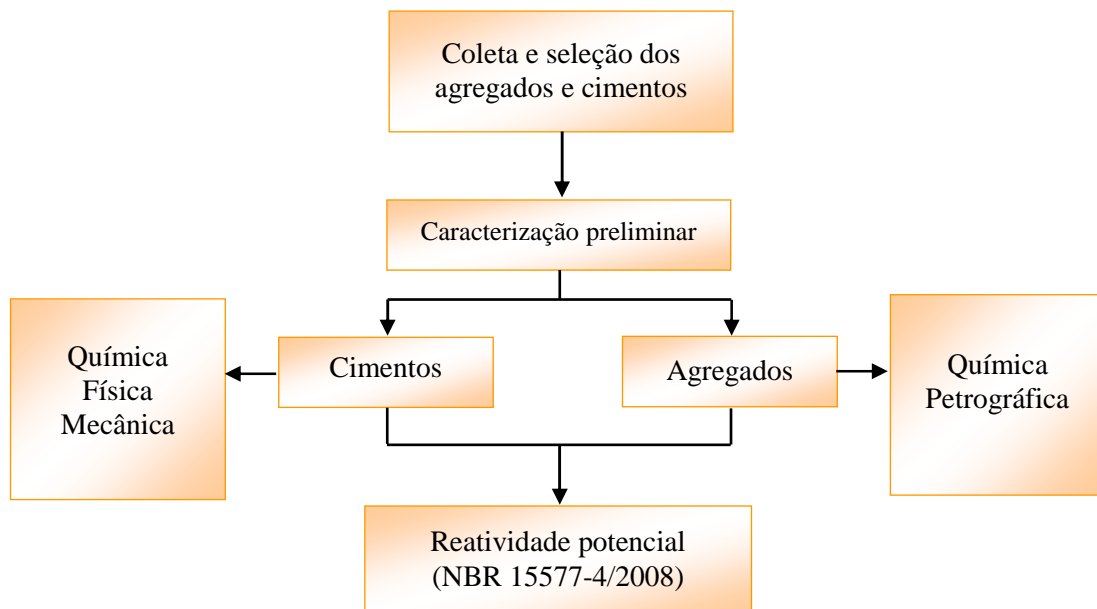 Coleta e seleção dos
agregados e cimentos
Caracterização preliminar
Química
Física
Mecânica
Cimentos
Agregados
Química
Petrográfica
Reatividade potencial
(NBR 15577-4/2008)